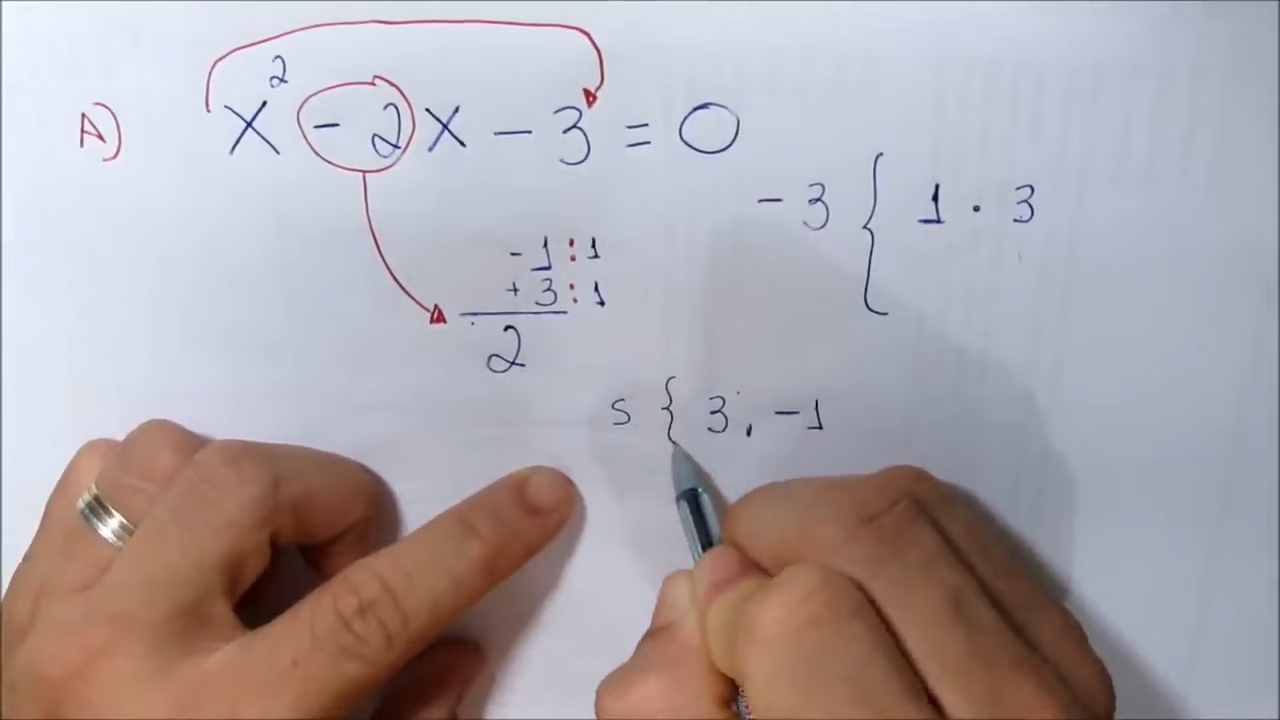 A) x² - 2x - 3 = 0
- 3 { 1 · 3
- 1 : 1
+ 3 : 1
2
S { 3, -1